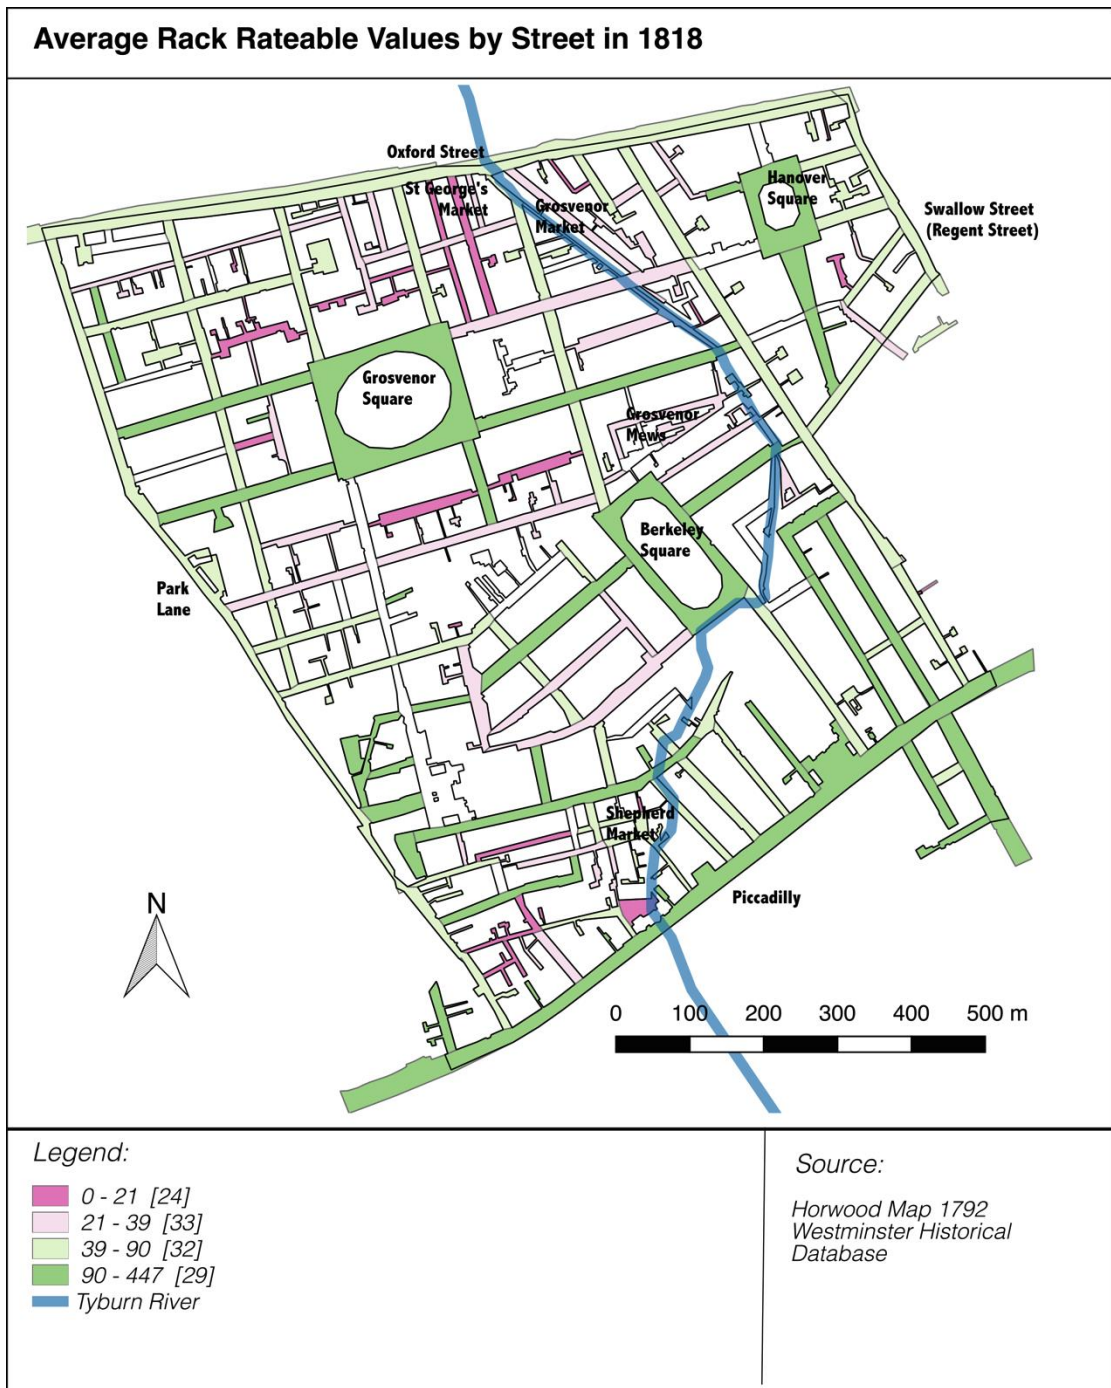 Average Rack Rateable Values by Street in 1818
Oxford Street
St George's
Market
Grosvenor
Market
Hanover
Square
Swallow Street
(Regent Street)
Grosvenor
Square
Grosvenor
Mews
Berkeley
Square
Park
Lane
Shepherd
Market
Piccadilly
N
0 100 200 300 400 500 m
Legend:
0 - 21 [24]
21 - 39 [33]
39 - 90 [32]
90 - 447 [29]
Tyburn River
Source:
Horwood Map 1792
Westminster Historical
Database